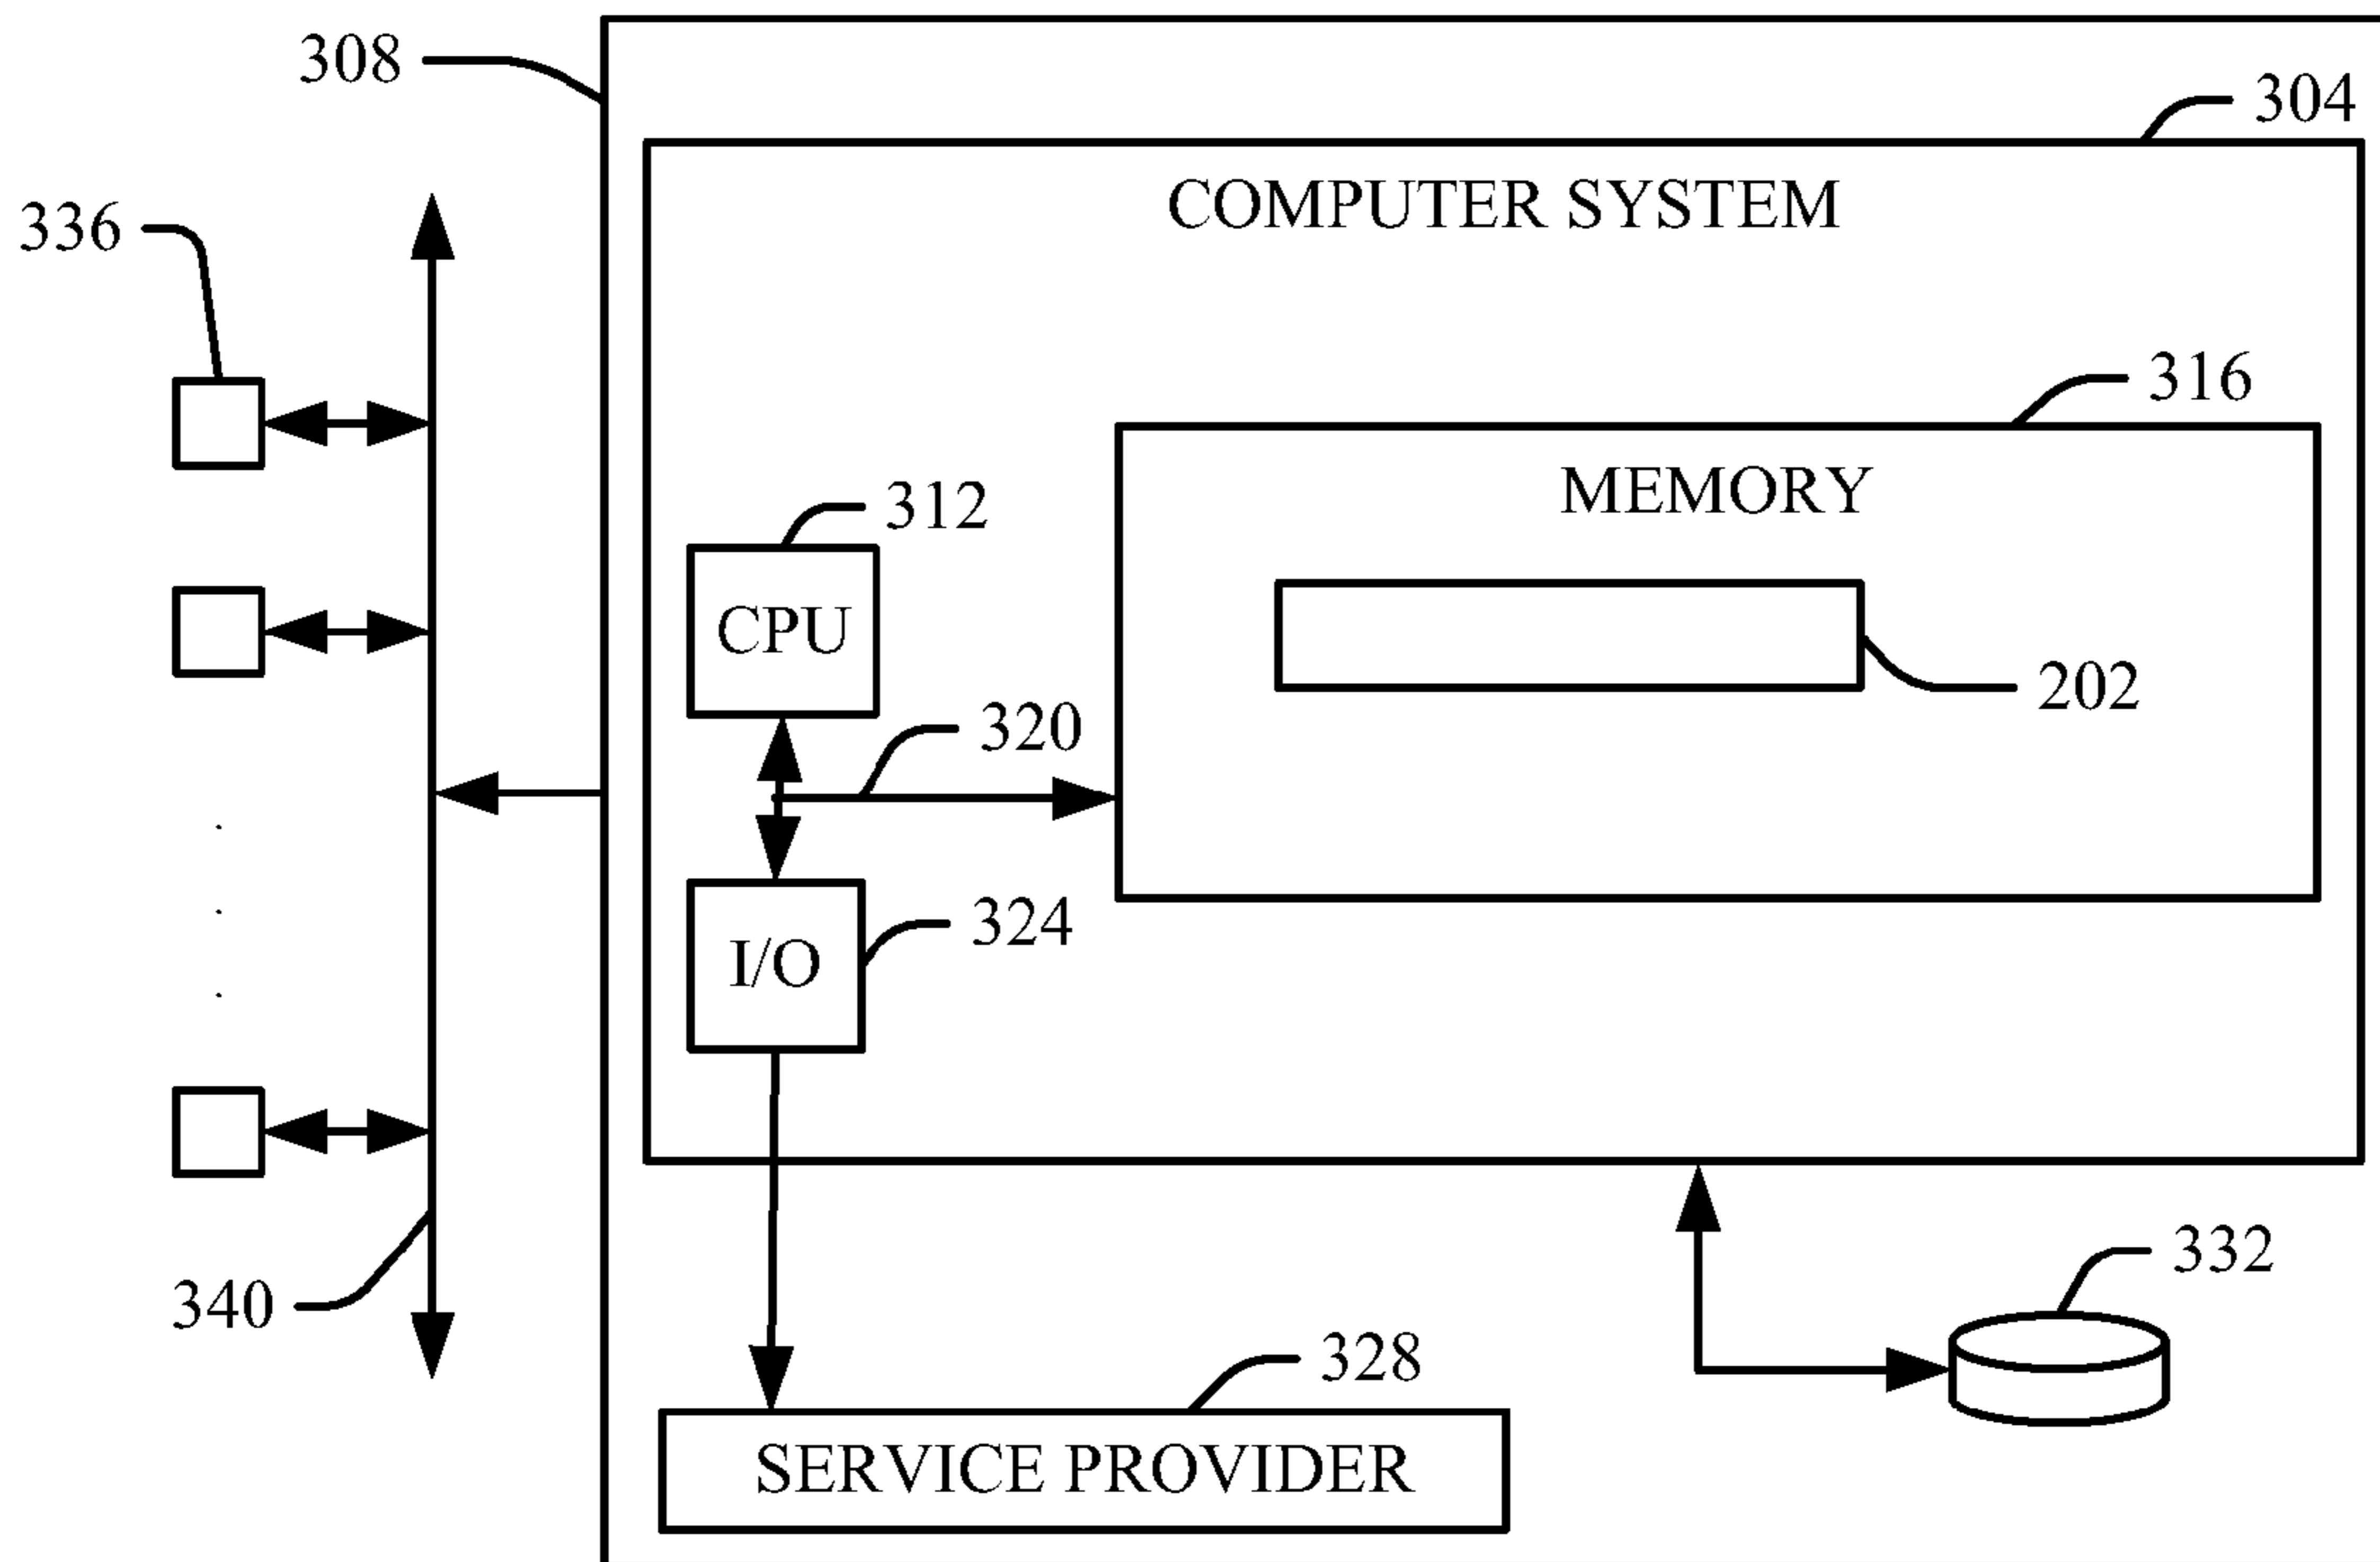 308
304
COMPUTER SYSTEM
336
316
MEMORY
312
CPU
202
320
324
I/O
332
340
328
SERVICE PROVIDER